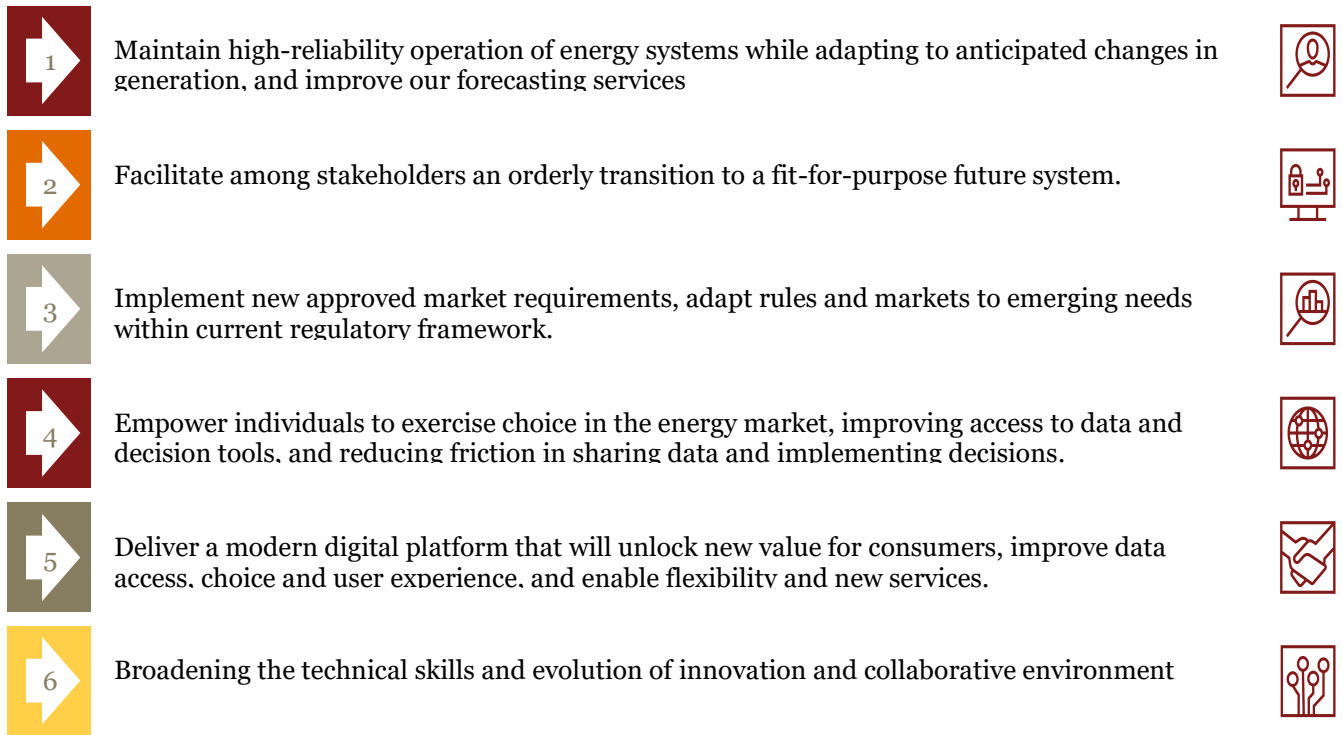 1
Maintain high-reliability operation of energy systems while adapting to anticipated changes in
generation, and improve our forecasting services
2
Facilitate among stakeholders an orderly transition to a fit-for-purpose future system.
3
Implement new approved market requirements, adapt rules and markets to emerging needs
within current regulatory framework.
4
Empower individuals to exercise choice in the energy market, improving access to data and
decision tools, and reducing friction in sharing data and implementing decisions.
5
Deliver a modern digital platform that will unlock new value for consumers, improve data
access, choice and user experience, and enable flexibility and new services.
6
Broadening the technical skills and evolution of innovation and collaborative environment